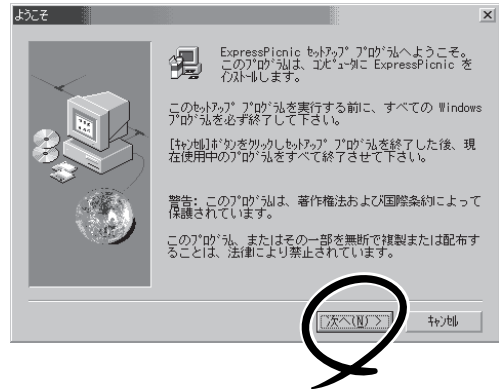 ようこそ
ExpressPicnic ｾｯﾄｱｯﾌﾟ ﾌﾟﾛｸﾞﾗﾑへようこそ。
このﾌﾟﾛｸﾞﾗﾑは、ｺﾝﾋﾟｭｰﾀに ExpressPicnic を
ｲﾝｽﾄｰﾙします。
このｾｯﾄｱｯﾌﾟ ﾌﾟﾛｸﾞﾗﾑを実行する前に、すべての Windows
ﾌﾟﾛｸﾞﾗﾑを必ず終了して下さい。
[ｷｬﾝｾﾙ]ﾎﾞﾀﾝをｸﾘｯｸしｾｯﾄｱｯﾌﾟ ﾌﾟﾛｸﾞﾗﾑを終了した後、現
在使用中のﾌﾟﾛｸﾞﾗﾑをすべて終了させて下さい。
警告: このﾌﾟﾛｸﾞﾗﾑは、著作権法および国際条約によって
保護されています。
このﾌﾟﾛｸﾞﾗﾑ、またはその一部を無断で複製または配布す
ることは、法律により禁止されています。
次へ(N) >
ｷｬﾝｾﾙ